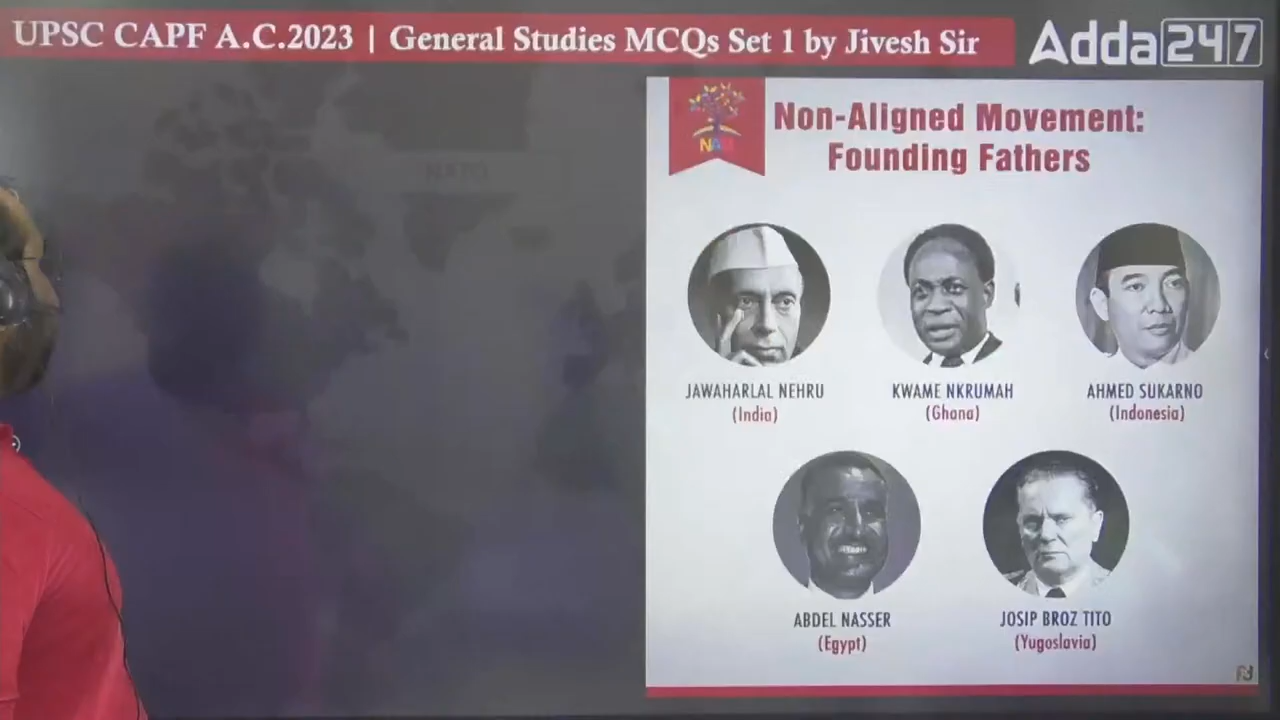 UPSC CAPF A.C.2023 | General Studies MCQs Set 1 by Jivesh Sir
Adda247
NAM
Non-Aligned Movement:
Founding Fathers
JAWAHARLAL NEHRU
(India)
KWAME NKRUMAH
(Ghana)
AHMED SUKARNO
(Indonesia)
ABDEL NASSER
(Egypt)
JOSIP BROZ TITO
(Yugoslavia)